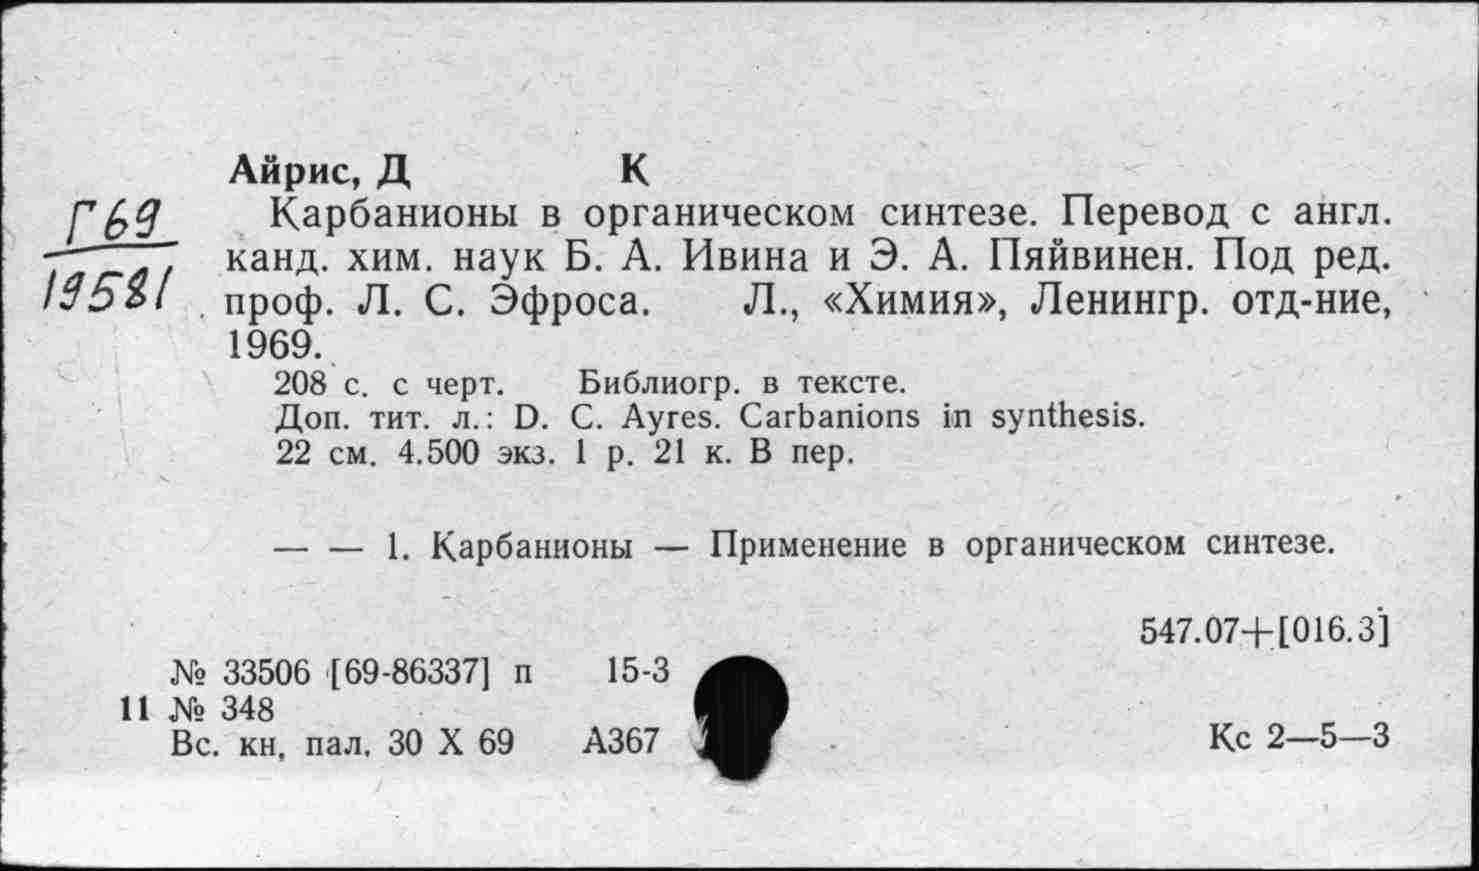 Айрис, Д К
Г69
19581
Карбанионы в органическом синтезе. Перевод с англ.
канд. хим. наук Б. А. Ивина и Э. А. Пяйвинен. Под ред.
проф. Л. С. Эфроса. Л., «Химия», Ленингр. отд-ние,
1969.
208 с. с черт. Библиогр. в тексте.
Доп. тит. л.: D. C. Ayres. Carbanions in synthesis.
22 см. 4.500 экз. 1 р. 21 к. В пер.
— — 1. Карбанионы — Применение в органическом синтезе.
547.07+[016.3]
№ 33506 [69-86337] п 15-3
11 № 348
Вс. кн. пал. 30 X 69 А367
Кс 2—5—3